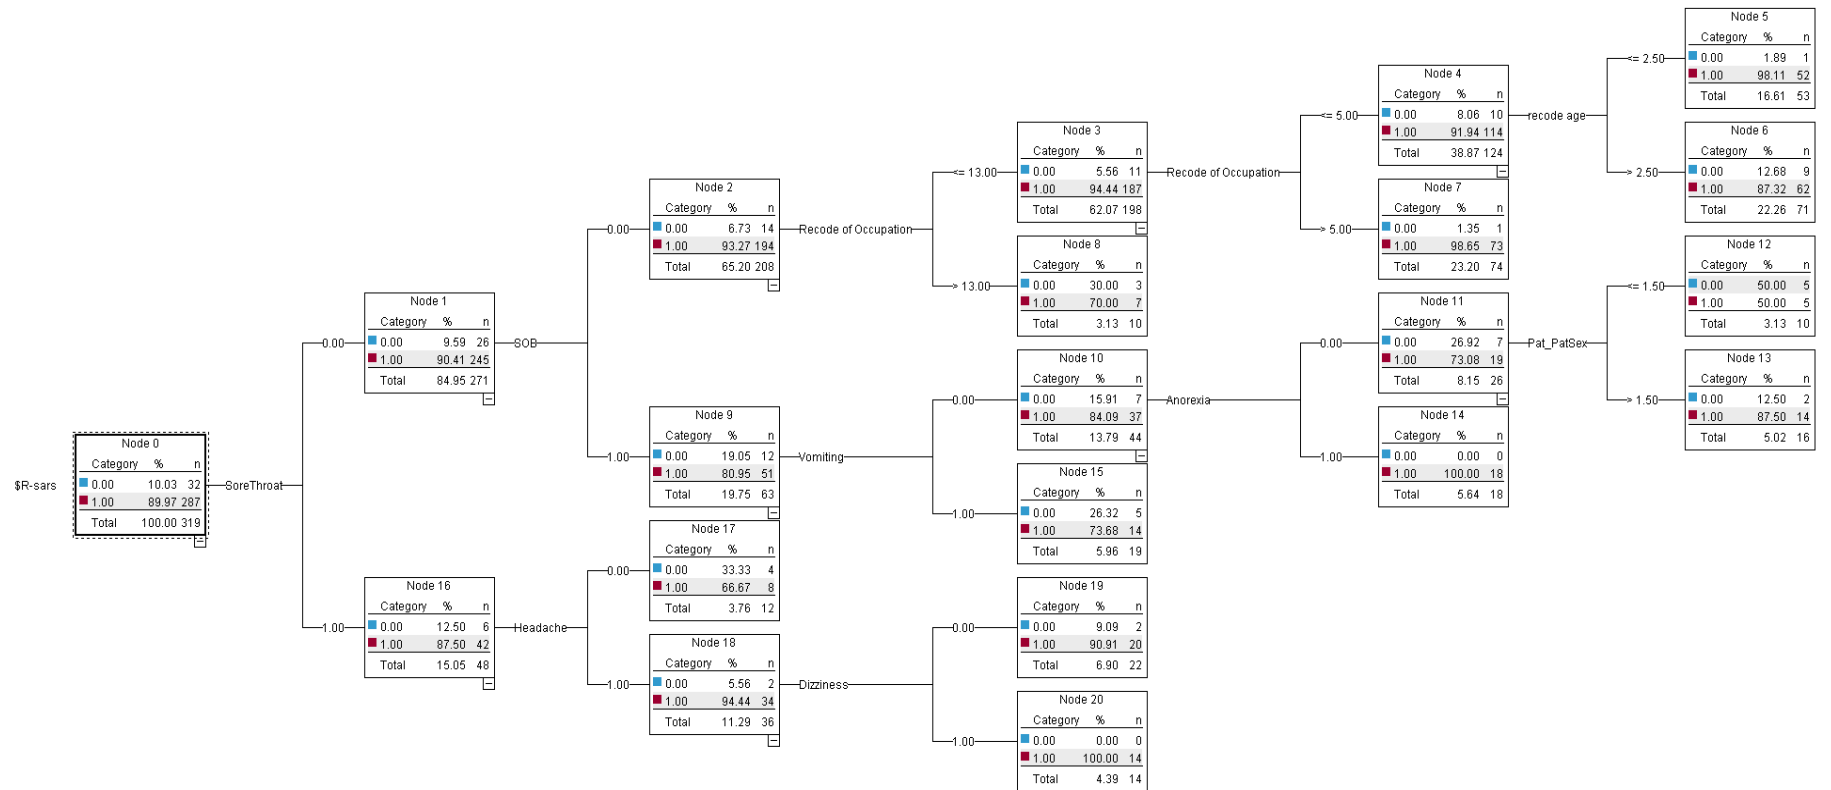 $R-sars
Node 0
Category % n
0.00 10.03 32
1.00 89.97 287
Total 100.00 319
SoreThroat
0.00
Node 1
Category % n
0.00 9.59 26
1.00 90.41 245
Total 84.95 271
SOB
0.00
Node 2
Category % n
0.00 6.73 14
1.00 93.27 194
Total 65.20 208
Recode of Occupation
<= 13.00
Node 3
Category % n
0.00 5.56 11
1.00 94.44 187
Total 62.07 198
Recode of Occupation
<= 5.00
Node 4
Category % n
0.00 8.06 10
1.00 91.94 114
Total 38.87 124
recode age
<= 2.50
Node 5
Category % n
0.00 1.89 1
1.00 98.11 52
Total 16.61 53
> 2.50
Node 6
Category % n
0.00 12.68 9
1.00 87.32 62
Total 22.26 71
> 5.00
Node 7
Category % n
0.00 1.35 1
1.00 98.65 73
Total 23.20 74
> 13.00
Node 8
Category % n
0.00 30.00 3
1.00 70.00 7
Total 3.13 10
1.00
Node 9
Category % n
0.00 19.05 12
1.00 80.95 51
Total 19.75 63
Vomiting
0.00
Node 10
Category % n
0.00 15.91 7
1.00 84.09 37
Total 13.79 44
Anorexia
0.00
Node 11
Category % n
0.00 26.92 7
1.00 73.08 19
Total 8.15 26
Pat_PatSex
<= 1.50
Node 12
Category % n
0.00 50.00 5
1.00 50.00 5
Total 3.13 10
> 1.50
Node 13
Category % n
0.00 12.50 2
1.00 87.50 14
Total 5.02 16
1.00
Node 14
Category % n
0.00 0.00 0
1.00 100.00 18
Total 5.64 18
1.00
Node 15
Category % n
0.00 26.32 5
1.00 73.68 14
Total 5.96 19
1.00
Node 16
Category % n
0.00 12.50 6
1.00 87.50 42
Total 15.05 48
Headache
0.00
Node 17
Category % n
0.00 33.33 4
1.00 66.67 8
Total 3.76 12
1.00
Node 18
Category % n
0.00 5.56 2
1.00 94.44 34
Total 11.29 36
Dizziness
0.00
Node 19
Category % n
0.00 9.09 2
1.00 90.91 20
Total 6.90 22
1.00
Node 20
Category % n
0.00 0.00 0
1.00 100.00 14
Total 4.39 14